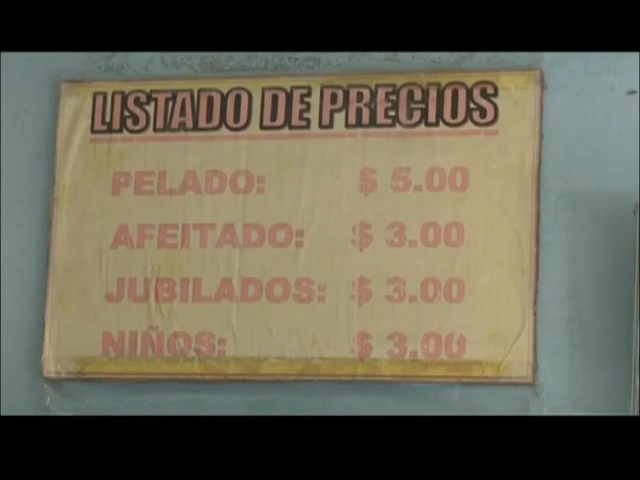 LISTADO DE PRECIOS
PELADO: $ 5.00
AFEITADO: $ 3.00
JUBILADOS: $ 3.00
NIÑOS: $ 3.00